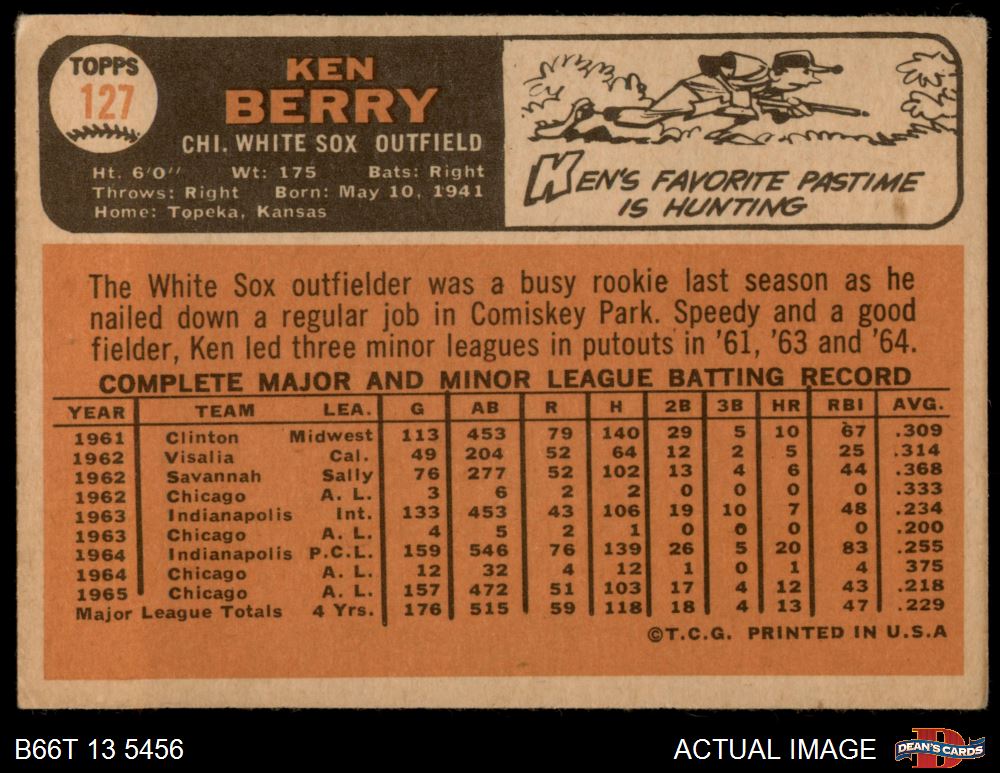 TOPPS
127
KEN
BERRY
CHI. WHITE SOX OUTFIELD
Ht. 6'0" Wt: 175 Bats: Right
Throws: Right Born: May 10, 1941
Home: Topeka, Kansas
KEN'S FAVORITE PASTIME
IS HUNTING
The White Sox outfielder was a busy rookie last season as he
nailed down a regular job in Comiskey Park. Speedy and a good
fielder, Ken led three minor leagues in putouts in '61, '63 and '64.
COMPLETE MAJOR AND MINOR LEAGUE BATTING RECORD
YEAR TEAM LEA. G AB R H 2B 3B HR RBI AVG.
1961 Clinton Midwest 113 453 79 140 29 5 10 67 .309
1962 Visalia Cal. 49 204 52 64 12 2 5 25 .314
1962 Savannah Sally 76 277 52 102 13 4 6 44 .368
1962 Chicago A. L. 3 6 2 2 0 0 0 0 .333
1963 Indianapolis Int. 133 453 43 106 19 10 7 48 .234
1963 Chicago A. L. 4 5 2 1 0 0 0 0 .200
1964 Indianapolis P.C.L. 159 546 76 139 26 5 20 83 .255
1964 Chicago A. L. 12 32 4 12 1 0 1 4 375
1965 Chicago A. L. 157 472 51 103 17 4 12 43 .218
Major League Totals 4 Yrs. 176 515 59 118 18 4 13 47 .229
©T.C.G. PRINTED IN U.S.A
B66T 13 5456
ACTUAL IMAGE
D
DEAN'S CARDS